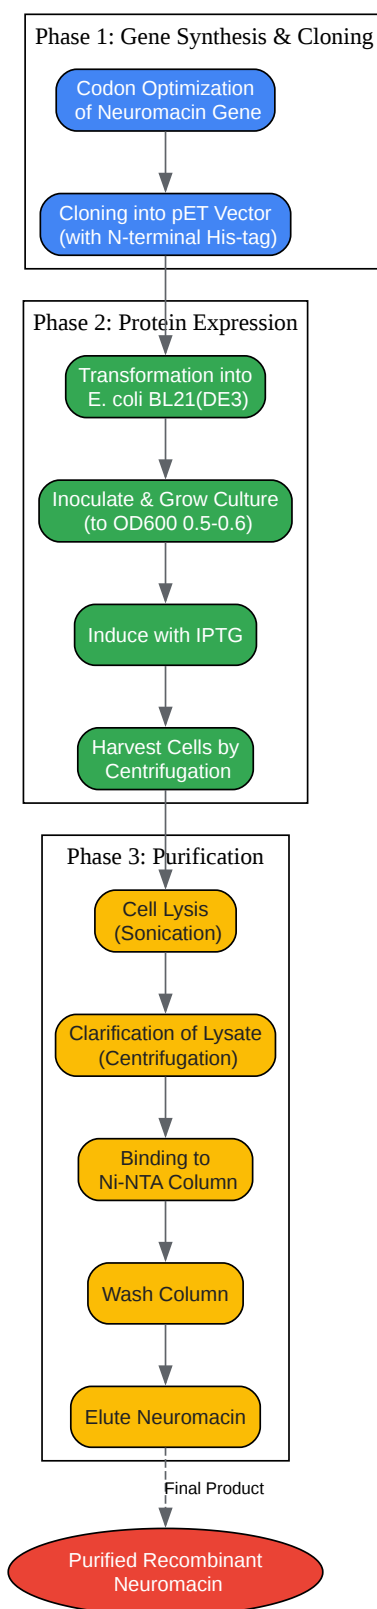 Phase 1: Gene Synthesis & Cloning
Codon Optimization
of Neuromacin Gene
Cloning into pET Vector
(with N-terminal His-tag)
Phase 2: Protein Expression
Transformation into
E. coli BL21(DE3)
Inoculate & Grow Culture
(to OD600 0.5-0.6)
Induce with IPTG
Harvest Cells by
Centrifugation
Phase 3: Purification
Cell Lysis
(Sonication)
Clarification of Lysate
(Centrifugation)
Binding to
Ni-NTA Column
Wash Column
Elute Neuromacin
Final Product
Purified Recombinant
Neuromacin